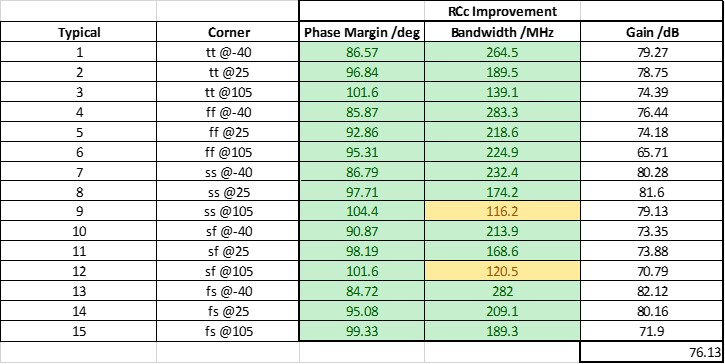 RCc Improvement
Typical Corner Phase Margin /deg Bandwidth /MHz Gain /dB
1 tt @-40 86.57 264.5 79.27
2 tt @25 96.84 189.5 78.75
3 tt @105 101.6 139.1 74.39
4 ff @-40 85.87 283.3 76.44
5 ff @25 92.86 218.6 74.18
6 ff @105 95.31 224.9 65.71
7 ss @-40 86.79 232.4 80.28
8 ss @25 97.71 174.2 81.6
9 ss @105 104.4 116.2 79.13
10 sf @-40 90.87 213.9 73.35
11 sf @25 98.19 168.6 73.88
12 sf @105 101.6 120.5 70.79
13 fs @-40 84.72 282 82.12
14 fs @25 95.08 209.1 80.16
15 fs @105 99.33 189.3 71.9
76.13